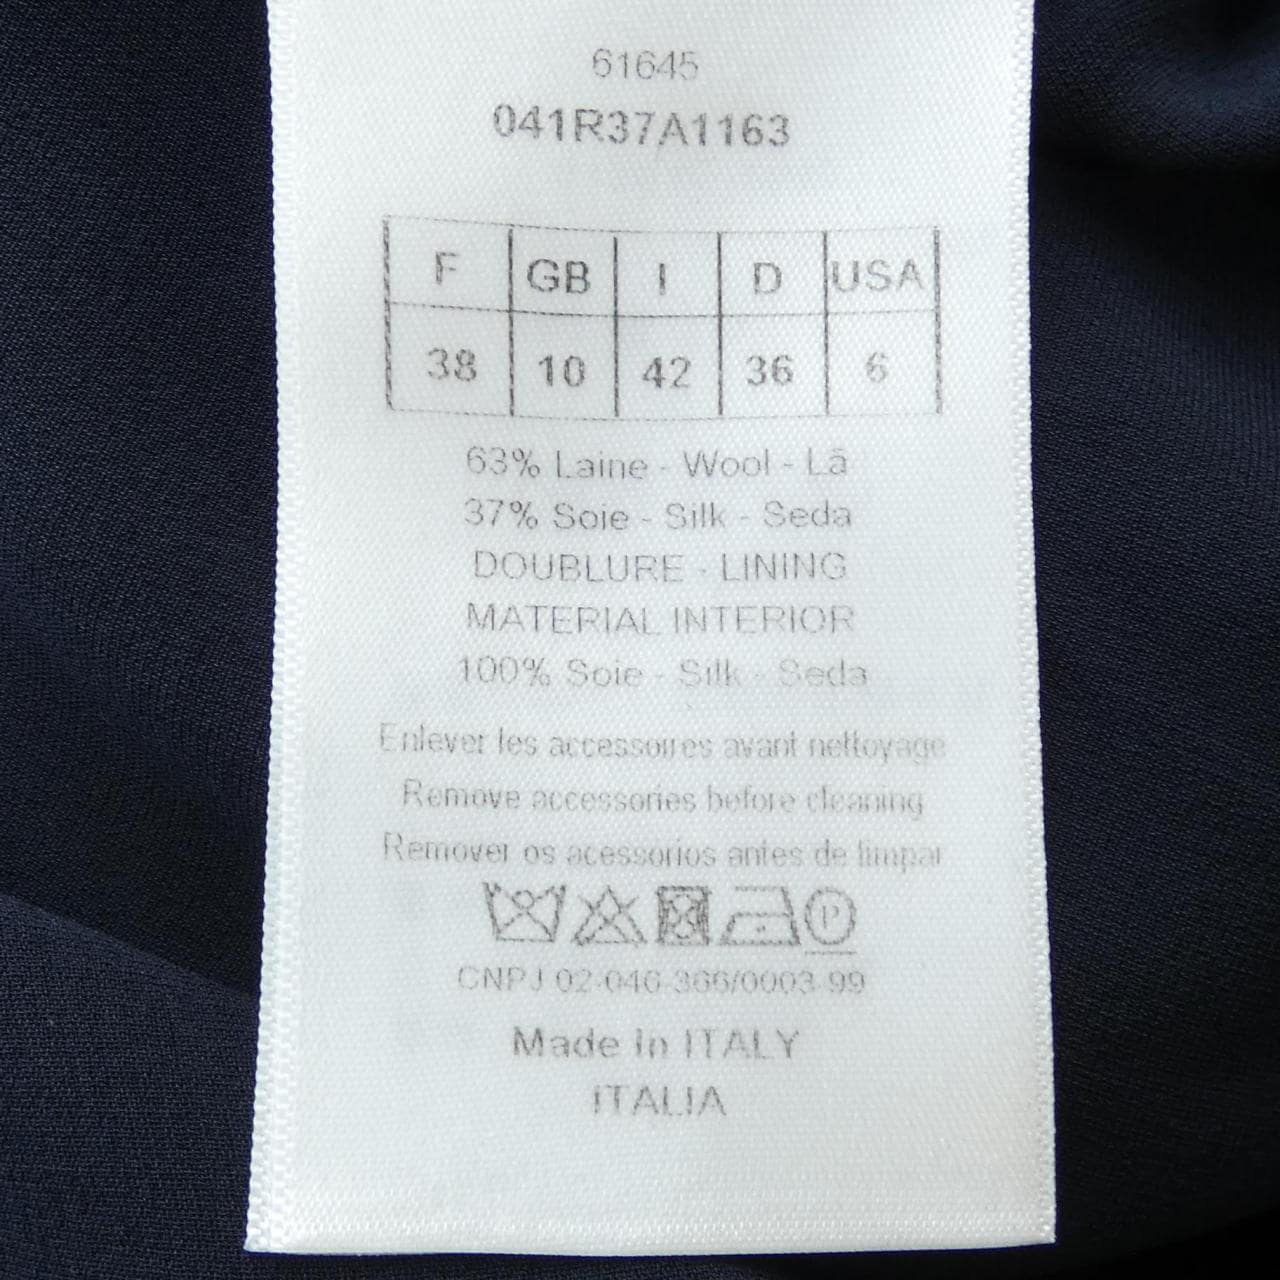 61645
041R37A1163
F GB I D USA
38 10 42 36 6
63% Laine - Wool - Lã
37% Soie - Silk - Seda
DOUBLURE - LINING
MATERIAL INTERIOR
100% Soie - Silk - Seda
Enlever les accessoires avant nettoyage
Remove accessories before cleaning
Remover os acessorios antes de limpar
P
CNPJ 02-046-366/0003-99
Made in ITALY
ITALIA